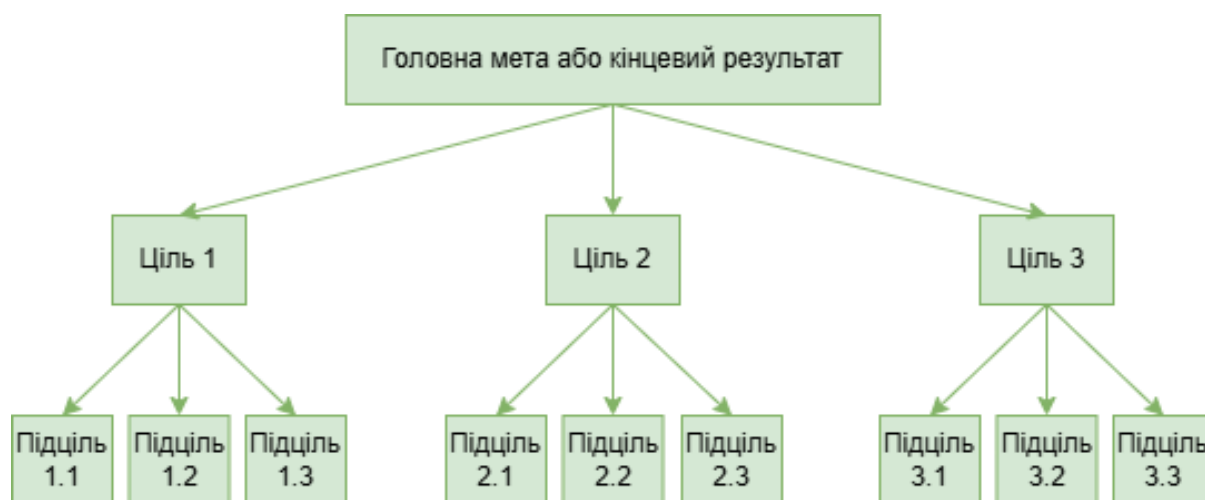 Головна мета або кінцевий результат
Ціль 1
Ціль 2
Ціль 3
Підціль
1.1
Підціль
1.2
Підціль
1.3
Підціль
2.1
Підціль
2.2
Підціль
2.3
Підціль
3.1
Підціль
3.2
Підціль
3.3